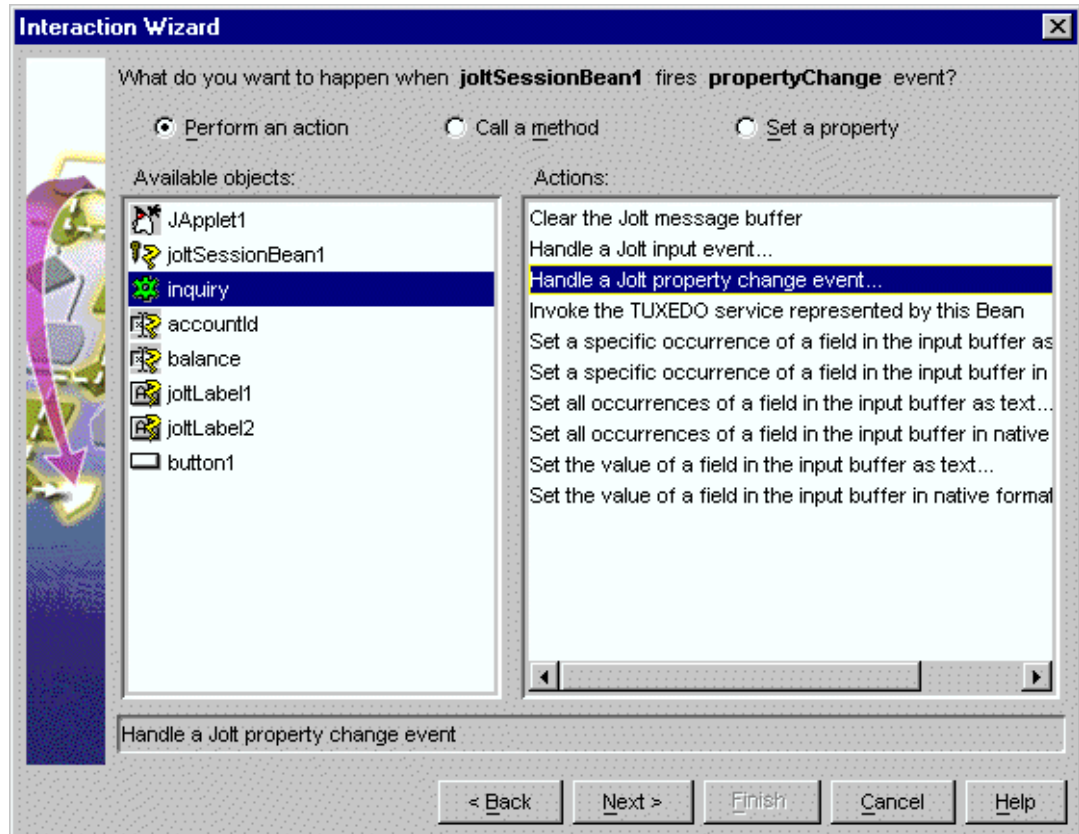 Interaction Wizard
What do you want to happen when joltSessionBean1 fires propertyChange event?
Perform an action
Call a method
Set a property
Available objects:
JApplet1
joltSessionBean1
inquiry
accountId
balance
joltLabel1
joltLabel2
button1
Actions:
Clear the Jolt message buffer
Handle a Jolt input event...
Handle a Jolt property change event...
Invoke the TUXEDO service represented by this Bean
Set a specific occurrence of a field in the input buffer as
Set a specific occurrence of a field in the input buffer in
Set all occurrences of a field in the input buffer as text...
Set all occurrences of a field in the input buffer in native
Set the value of a field in the input buffer as text...
Set the value of a field in the input buffer in native format
Handle a Jolt property change event
< Back
Next >
Finish
Cancel
Help